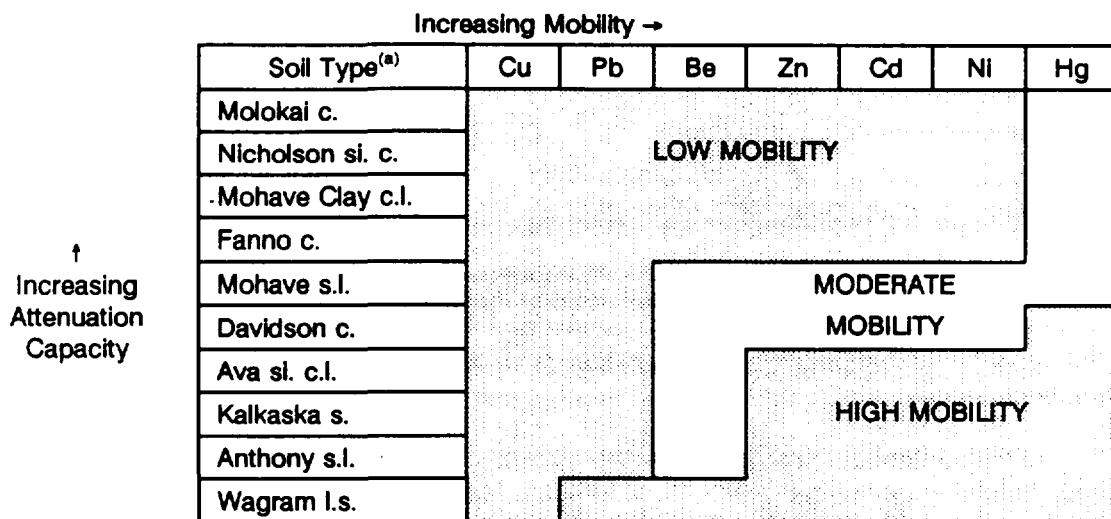 Increasing Mobility →
Soil Type(a) Cu Pb Be Zn Cd Ni Hg
Molokai c.
Nicholson si. c.
Mohave Clay c.l.
Fanno c.
Mohave s.l.
Davidson c.
Ava si. c.l.
Kalkaska s.
Anthony s.l.
Wagram l.s.
↑
Increasing
Attenuation
Capacity
LOW MOBILITY
MODERATE
MOBILITY
HIGH MOBILITY